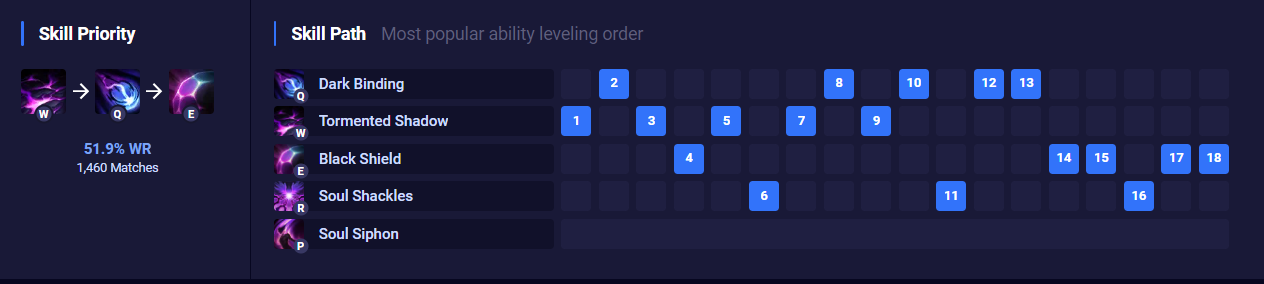 Skill Priority
W Q E
51.9% WR
1,460 Matches
Skill Path Most popular ability leveling order
Q Dark Binding 2 8 10 12 13
W Tormented Shadow 1 3 5 7 9
E Black Shield 4 14 15 17 18
R Soul Shackles 6 11 16
P Soul Siphon